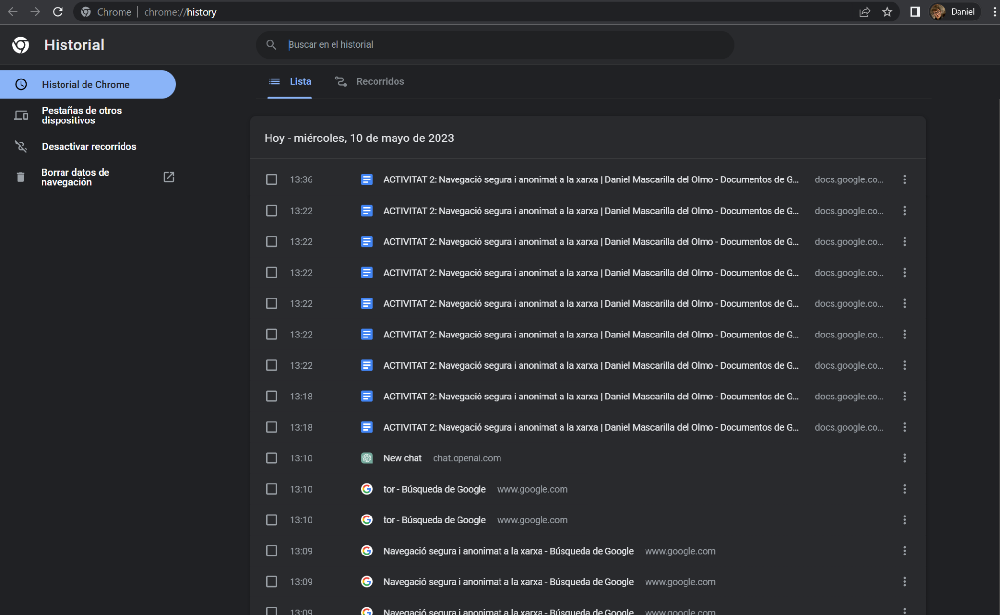 Chrome | chrome://history
Daniel
Historial
Buscar en el historial
Historial de Chrome
Pestañas de otros
dispositivos
Desactivar recorridos
Borrar datos de
navegación
Lista
Recorridos
Hoy - miércoles, 10 de mayo de 2023
13:36 ACTIVITAT 2: Navegació segura i anonimat a la xarxa | Daniel Mascarilla del Olmo - Documentos de G... docs.google.co...
13:22 ACTIVITAT 2: Navegació segura i anonimat a la xarxa | Daniel Mascarilla del Olmo - Documentos de G... docs.google.co...
13:22 ACTIVITAT 2: Navegació segura i anonimat a la xarxa | Daniel Mascarilla del Olmo - Documentos de G... docs.google.co...
13:22 ACTIVITAT 2: Navegació segura i anonimat a la xarxa | Daniel Mascarilla del Olmo - Documentos de G... docs.google.co...
13:22 ACTIVITAT 2: Navegació segura i anonimat a la xarxa | Daniel Mascarilla del Olmo - Documentos de G... docs.google.co...
13:22 ACTIVITAT 2: Navegació segura i anonimat a la xarxa | Daniel Mascarilla del Olmo - Documentos de G... docs.google.co...
13:22 ACTIVITAT 2: Navegació segura i anonimat a la xarxa | Daniel Mascarilla del Olmo - Documentos de G... docs.google.co...
13:18 ACTIVITAT 2: Navegació segura i anonimat a la xarxa | Daniel Mascarilla del Olmo - Documentos de G... docs.google.co...
13:18 ACTIVITAT 2: Navegació segura i anonimat a la xarxa | Daniel Mascarilla del Olmo - Documentos de G... docs.google.co...
13:10 New chat chat.openai.com
13:10 tor - Búsqueda de Google www.google.com
13:10 tor - Búsqueda de Google www.google.com
13:09 Navegació segura i anonimat a la xarxa - Búsqueda de Google www.google.com
13:09 Navegació segura i anonimat a la xarxa - Búsqueda de Google www.google.com
13:09 Navegació segura i anonimat a la xarxa - Búsqueda de Google www.google.com